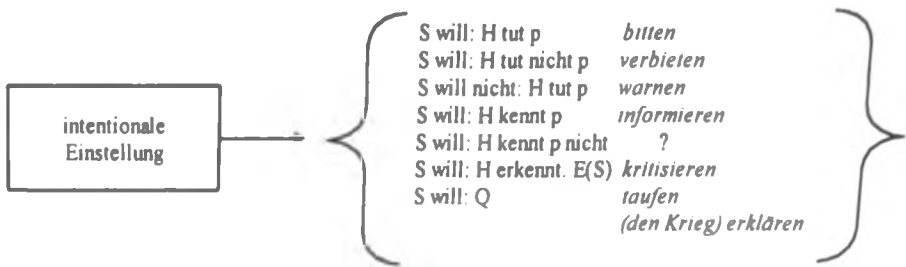 intentionale
Einstellung
S will: H tut p bitten
S will: H tut nicht p verbieten
S will nicht: H tut p warnen
S will: H kennt p informieren
S will: H kennt p nicht ?
S will: H erkennt. E(S) kritisieren
S will: Q taufen
(den Krieg) erklären